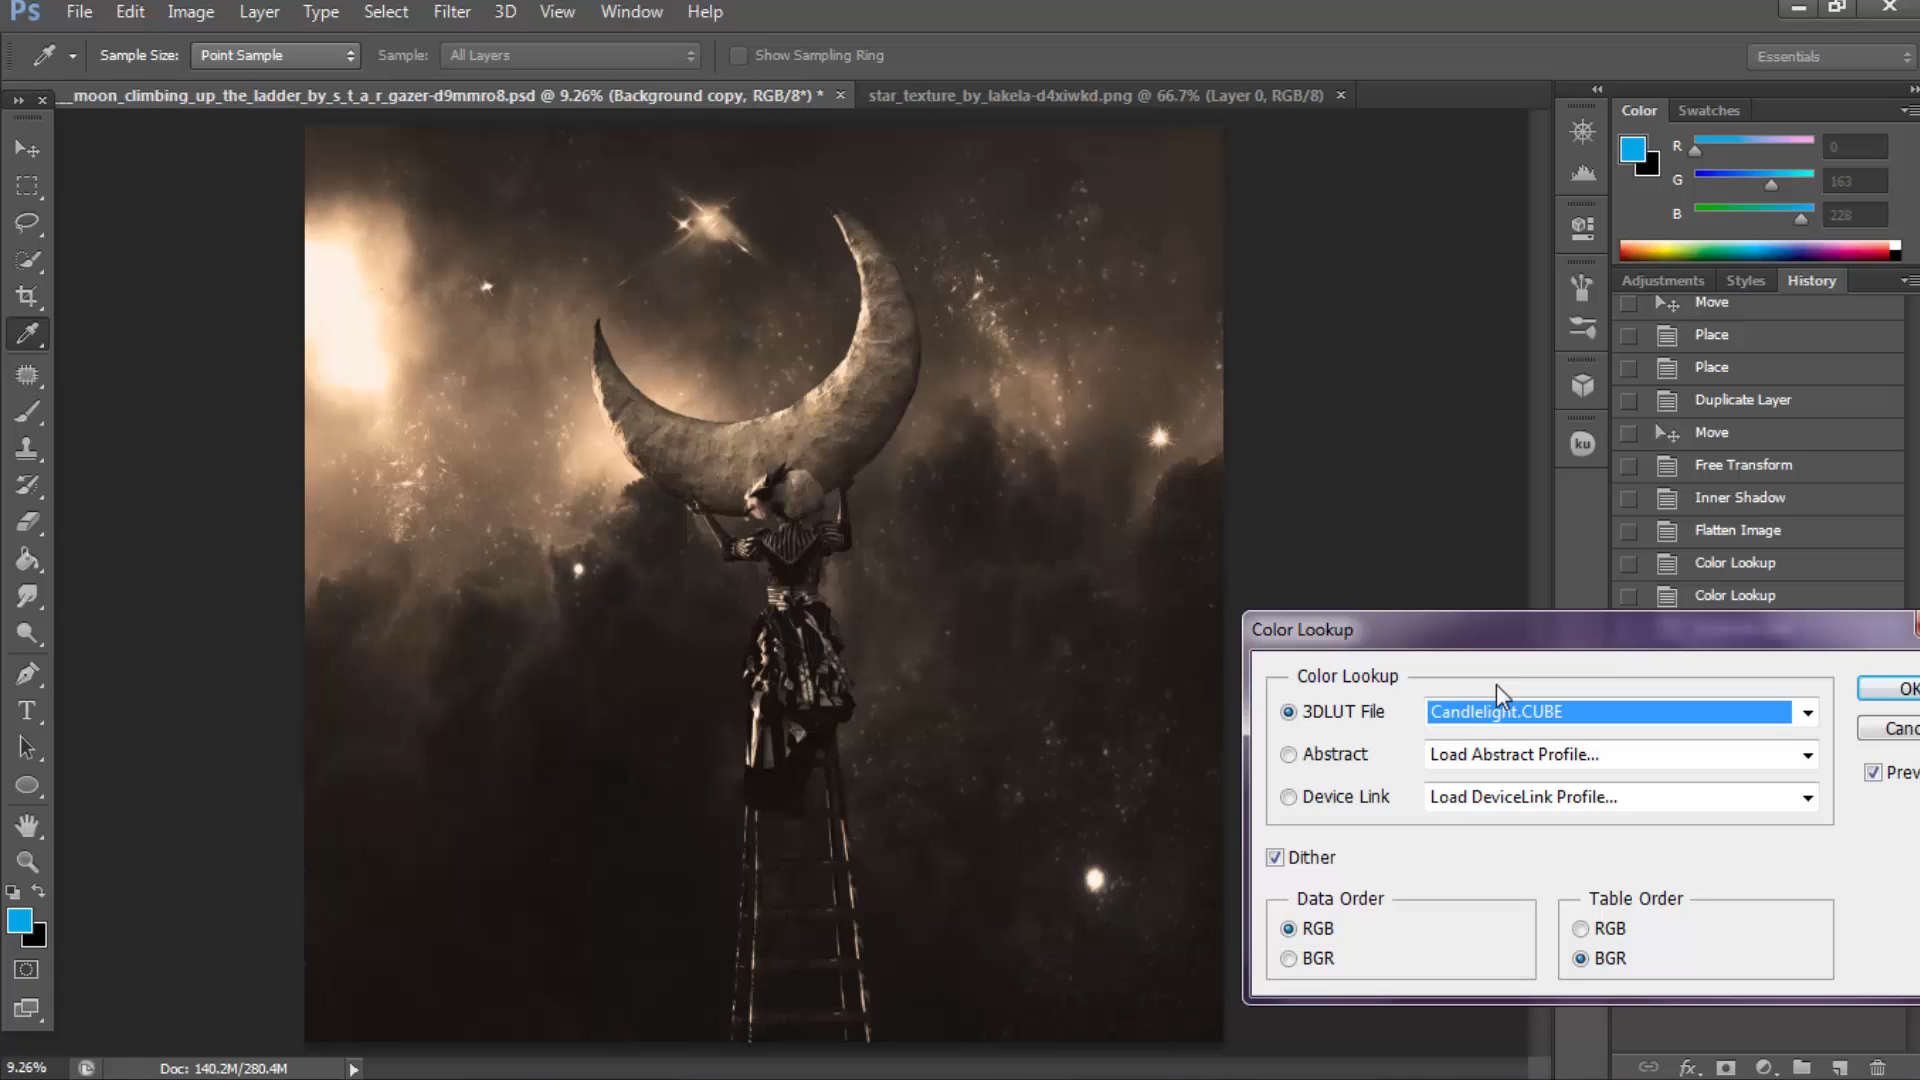 Ps File Edit Image Layer Type Select Filter 3D View Window Help
Sample Size: Point Sample Sample: All Layers Show Sampling Ring Essentials
__moon_climbing_up_the_ladder_by_s_t_a_r_gazer-d9mmro8.psd @ 9.26% (Background copy, RGB/8*) * × star_texture_by_lakela-d4xiwkd.png @ 66.7% (Layer 0, RGB/8) ×
Color Swatches
R 0
G 163
B 228
Adjustments Styles History
Move
Place
Place
Duplicate Layer
Move
Free Transform
Inner Shadow
Flatten Image
Color Lookup
Color Lookup
ku
Color Lookup
Color Lookup
3DLUT File Candlelight.CUBE
Abstract Load Abstract Profile...
Device Link Load DeviceLink Profile...
OK
Canc
Prev
Dither
Data Order
RGB
BGR
Table Order
RGB
BGR
9.26% Doc: 140.2M/280.4M
fx